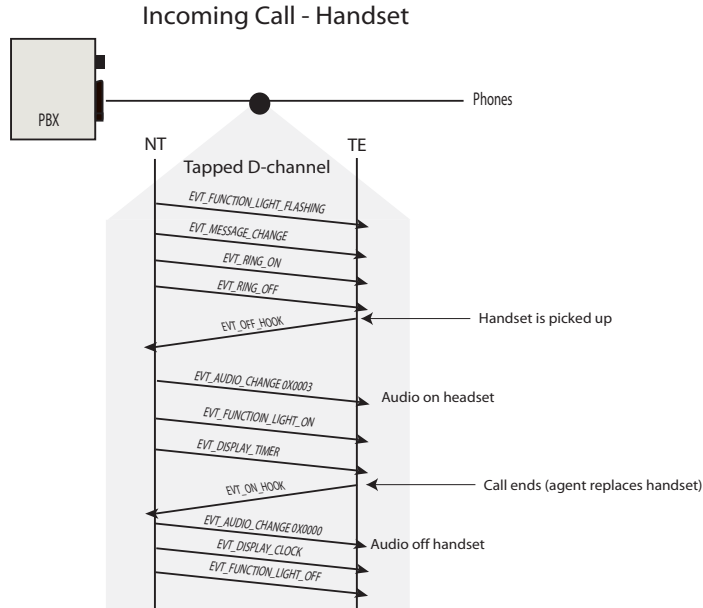 Incoming Call - Handset
PBX
Phones
NT
TE
Tapped D-channel
EVT_FUNCTION_LIGHT_FLASHING
EVT_MESSAGE_CHANGE
EVT_RING_ON
EVT_RING_OFF
EVT_OFF_HOOK
Handset is picked up
EVT_AUDIO_CHANGE 0X0003
Audio on headset
EVT_FUNCTIOIN_LIGHT_ON
EVT_DISPLAY_TIMER
EVT_ON_HOOK
Call ends (agent replaces handset)
EVT_AUDIO_CHANGE 0X0000
Audio off handset
EVT_DISPLAY_CLOCK
EVT_FUNCTION_LIGHT_OFF